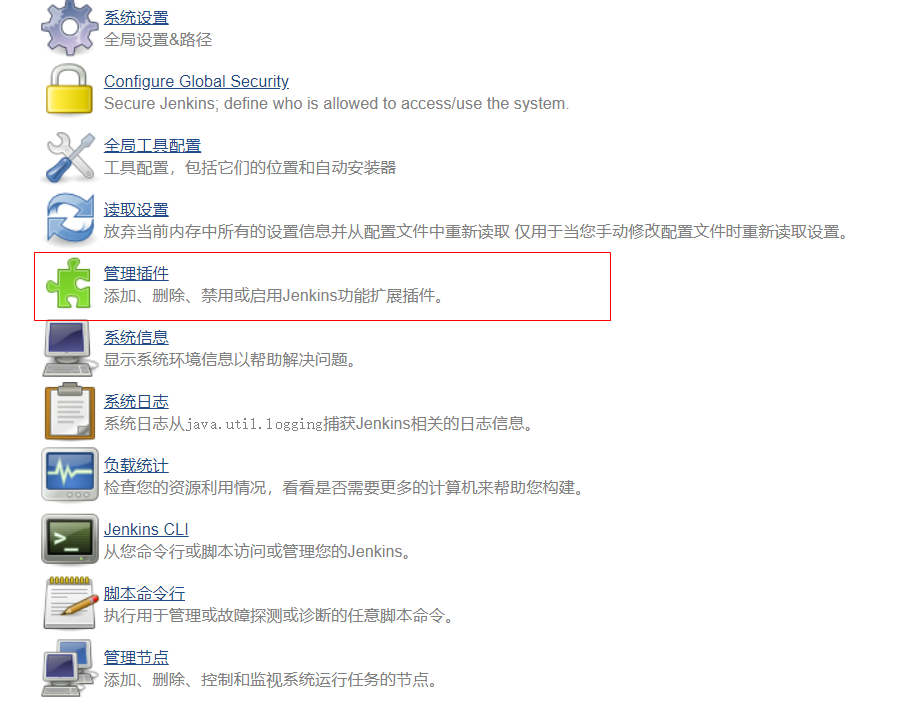 系统设置
全局设置&路径
Configure Global Security
Secure Jenkins; define who is allowed to access/use the system.
全局工具配置
工具配置，包括它们的位置和自动安装器
读取设置
放弃当前内存中所有的设置信息并从配置文件中重新读取 仅用于当您手动修改配置文件时重新读取设置。
管理插件
添加、删除、禁用或启用Jenkins功能扩展插件。
系统信息
显示系统环境信息以帮助解决问题。
系统日志
系统日志从java.util.logging捕获Jenkins相关的日志信息。
负载统计
检查您的资源利用情况，看看是否需要更多的计算机来帮助您构建。
Jenkins CLI
从您命令行或脚本访问或管理您的Jenkins。
脚本命令行
执行用于管理或故障探测或诊断的任意脚本命令。
管理节点
添加、删除、控制和监视系统运行任务的节点。